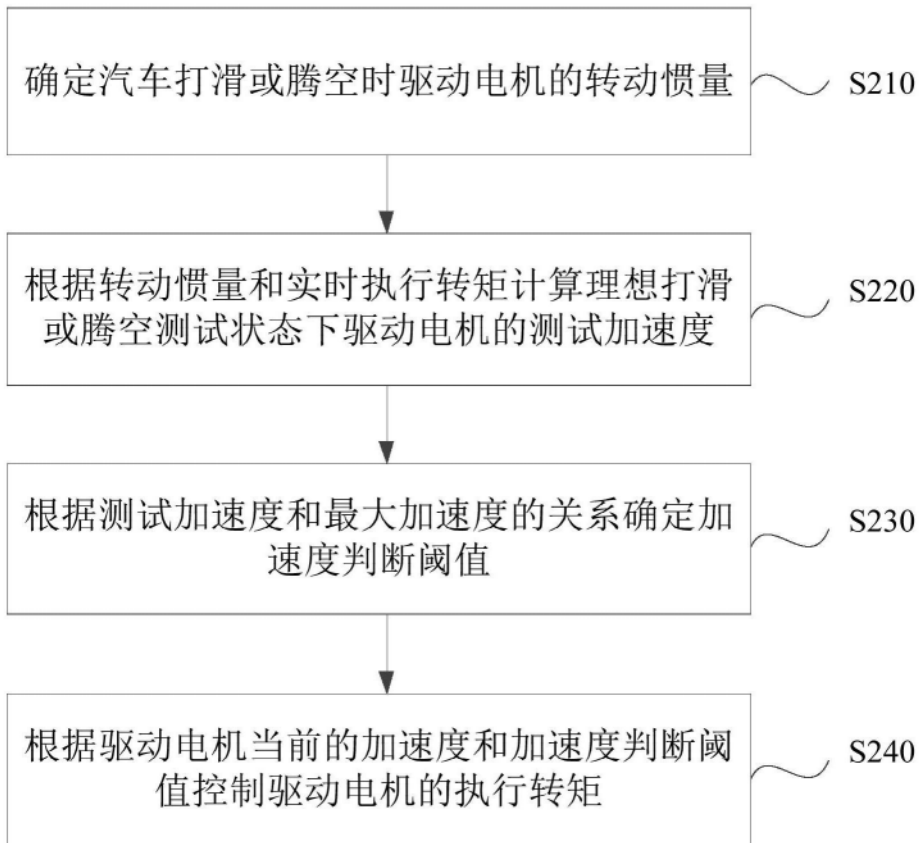 确定汽车打滑或腾空时驱动电机的转动惯量
S210
根据转动惯量和实时执行转矩计算理想打滑
或腾空测试状态下驱动电机的测试加速度
S220
根据测试加速度和最大加速度的关系确定加
速度判断阈值
S230
根据驱动电机当前的加速度和加速度判断阈
值控制驱动电机的执行转矩
S240